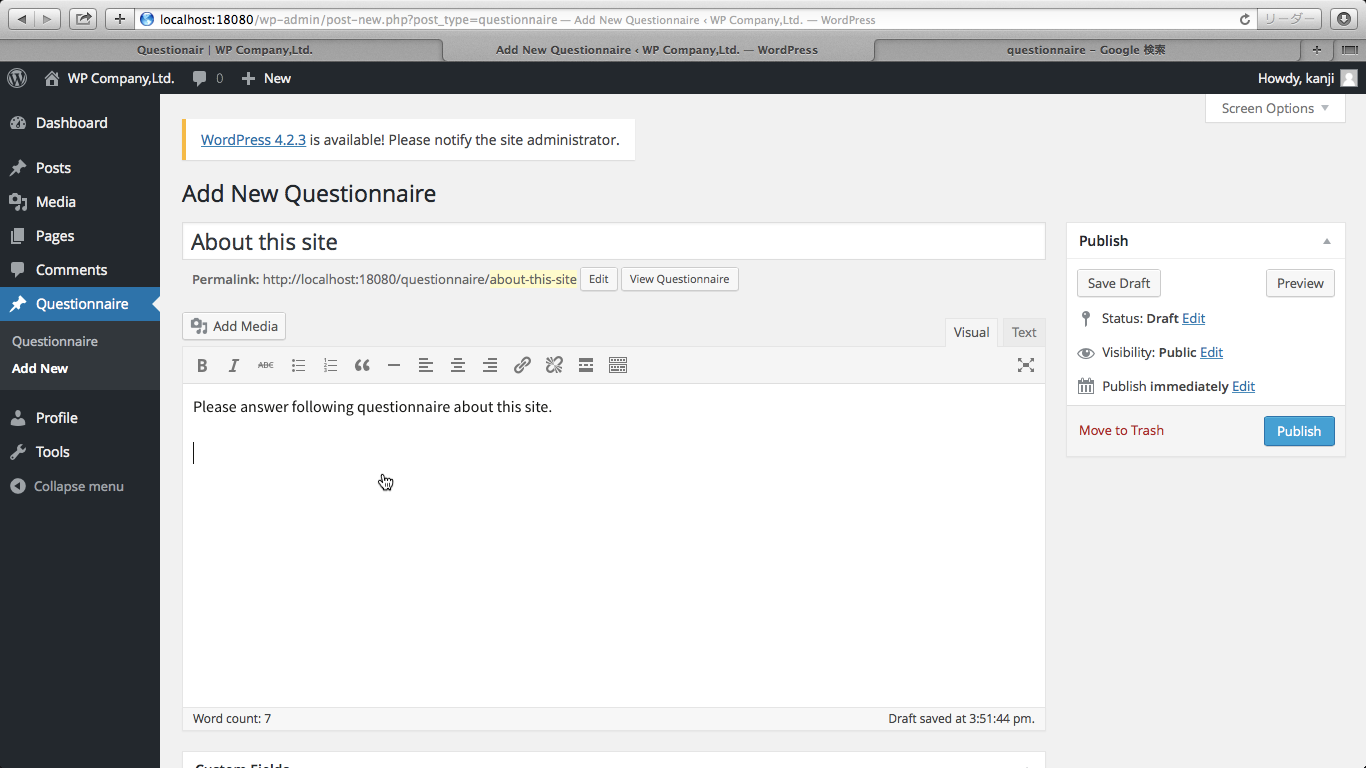 localhost:18080/wp-admin/post-new.php?post_type=questionnaire — Add New Questionnaire ‹ WP Company,Ltd. — WordPress
リーダー
Questionair | WP Company,Ltd.
Add New Questionnaire ‹ WP Company,Ltd. — WordPress
questionnaire - Google 検索
WP Company,Ltd.
0
New
Howdy, kanji
Screen Options
Dashboard
Posts
Media
Pages
Comments
Questionnaire
Questionnaire
Add New
Profile
Tools
Collapse menu
WordPress 4.2.3 is available! Please notify the site administrator.
Add New Questionnaire
About this site
Permalink: http://localhost:18080/questionnaire/about-this-site Edit View Questionnaire
Add Media
Visual Text
B I ABC
Please answer following questionnaire about this site.
Word count: 7
Draft saved at 3:51:44 pm.
Custom Fields
Publish
Save Draft
Preview
Status: Draft Edit
Visibility: Public Edit
Publish immediately Edit
Move to Trash
Publish